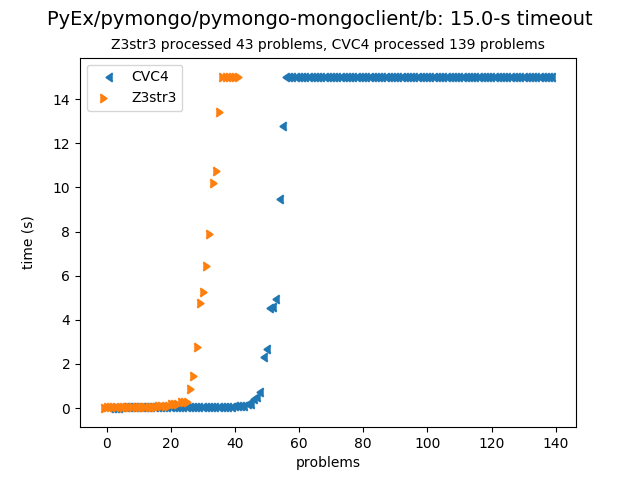 PyEx/pymongo/pymongo-mongoclient/b: 15.0-s timeout
Z3str3 processed 43 problems, CVC4 processed 139 problems
CVC4
Z3str3
14
12
10
8
6
4
2
0
time (s)
0 20 40 60 80 100 120 140
problems